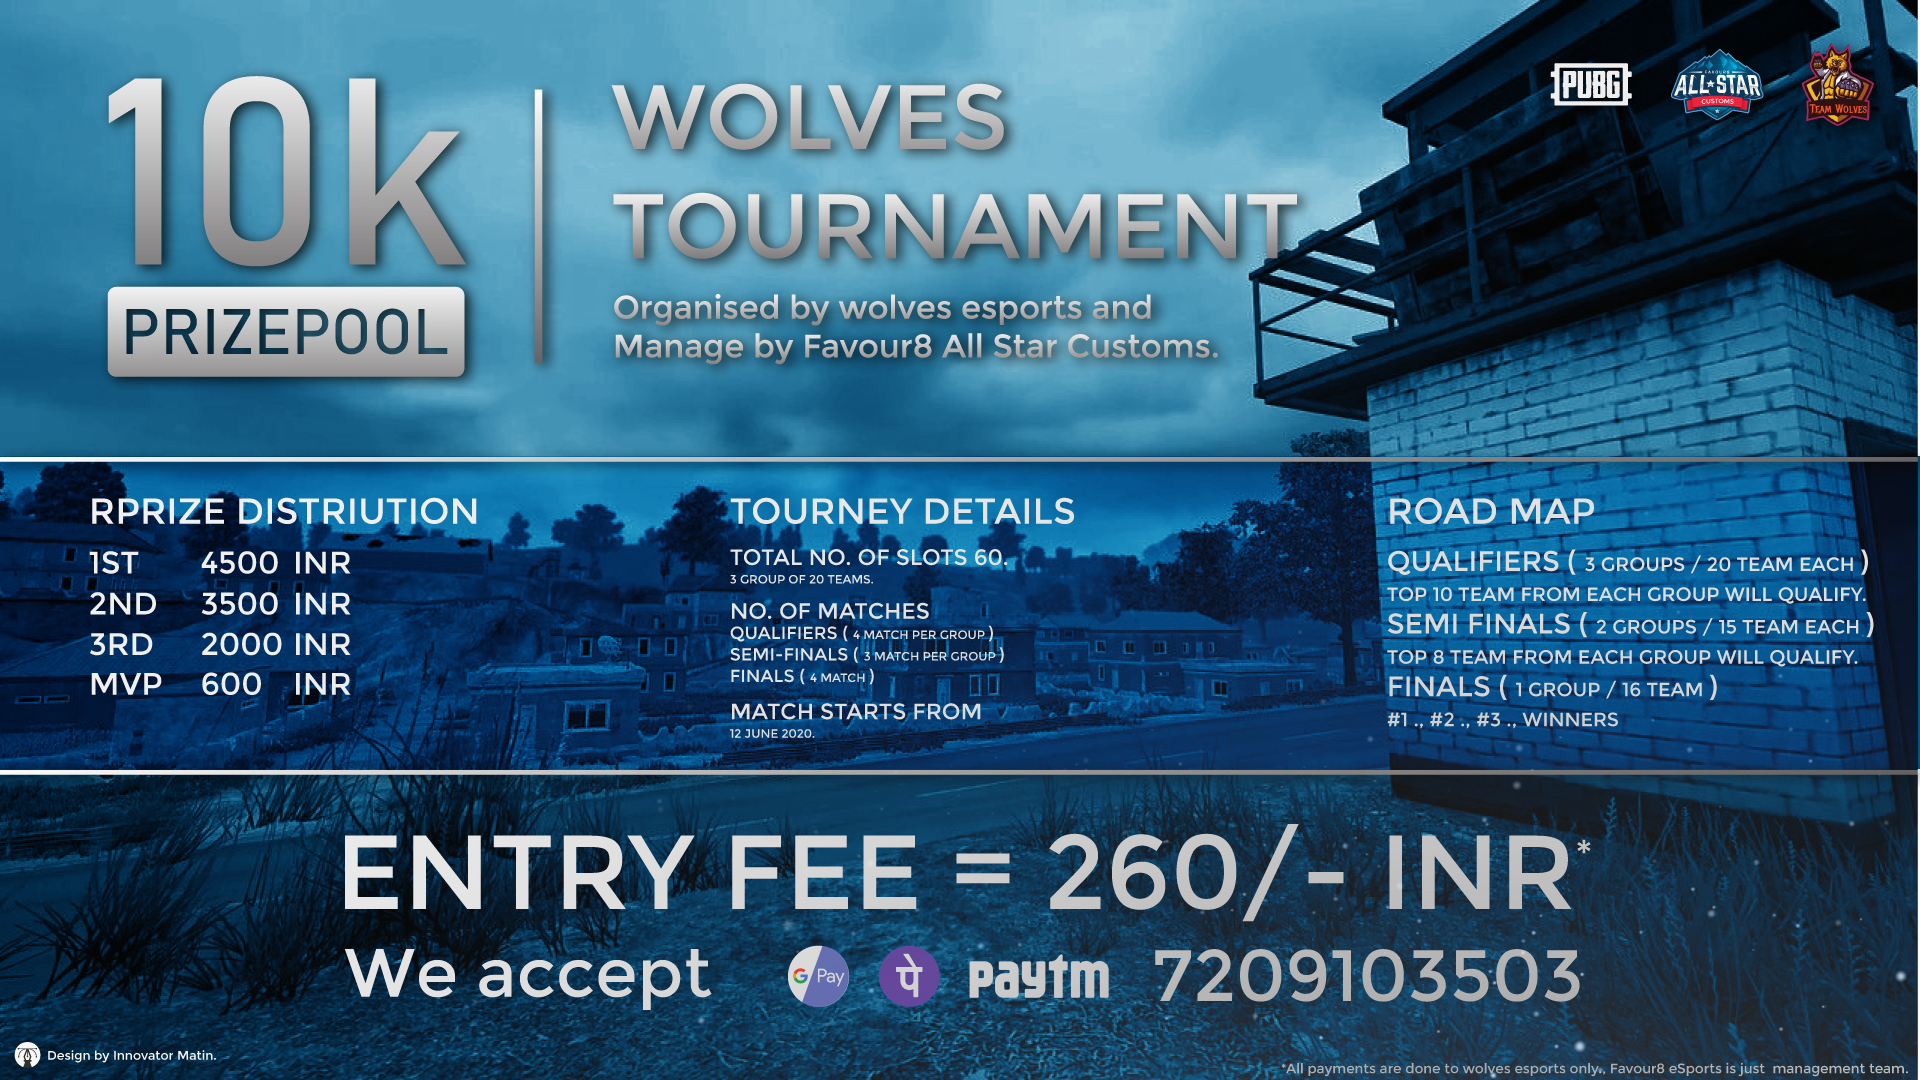 10k
PRIZEPOOL
WOLVES
TOURNAMENT
Organised by wolves esports and
Manage by Favour8 All Star Customs.
PUBG
FAVOUR8
ALL STAR
CUSTOMS
TEAM WOLVES
RPRIZE DISTRIUTION
1ST 4500 INR
2ND 3500 INR
3RD 2000 INR
MVP 600 INR
TOURNEY DETAILS
TOTAL NO. OF SLOTS 60.
3 GROUP OF 20 TEAMS.
NO. OF MATCHES
QUALIFIERS ( 4 MATCH PER GROUP )
SEMI-FINALS ( 3 MATCH PER GROUP )
FINALS ( 4 MATCH )
MATCH STARTS FROM
12 JUNE 2020.
ROAD MAP
QUALIFIERS ( 3 GROUPS / 20 TEAM EACH )
TOP 10 TEAM FROM EACH GROUP WILL QUALIFY.
SEMI FINALS ( 2 GROUPS / 15 TEAM EACH )
TOP 8 TEAM FROM EACH GROUP WILL QUALIFY.
FINALS ( 1 GROUP / 16 TEAM )
#1 ., #2 ., #3 ., WINNERS
ENTRY FEE = 260/- INR*
We accept G Pay पे paytm 7209103503
Design by Innovator Matin.
*All payments are done to wolves esports only., Favour8 eSports is just management team.